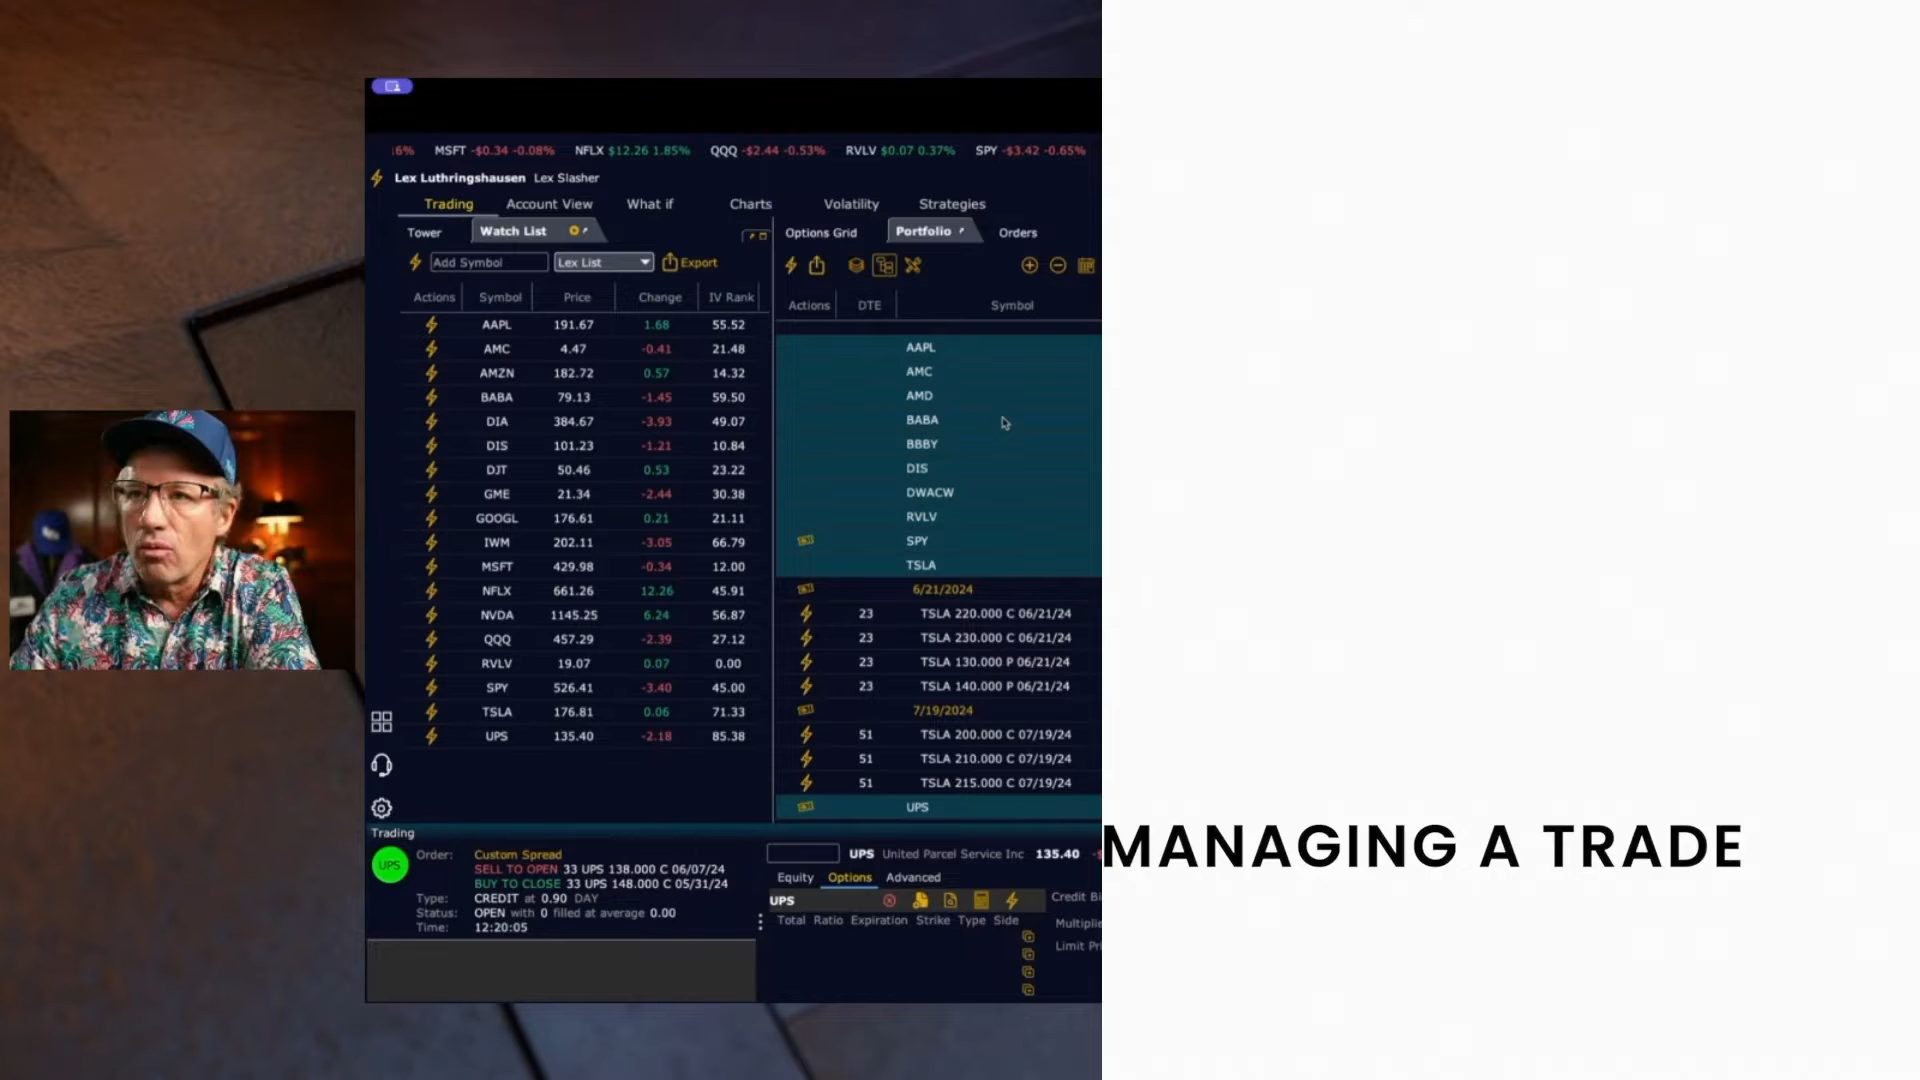 6% MSFT -$0.34 -0.08% NFLX $12.26 1.85% QQQ -$2.44 -0.53% RVLV $0.07 0.37% SPY -$3.42 -0.65%
Lex Luthringshausen Lex Slasher
Trading Account View What if Charts Volatility Strategies
Tower Watch List Options Grid Portfolio Orders
Add Symbol Lex List Export
Actions Symbol Price Change IV Rank
AAPL 191.67 1.68 55.52
AMC 4.47 -0.41 21.48
AMZN 182.72 0.57 14.32
BABA 79.13 -1.45 59.50
DIA 384.67 -3.93 49.07
DIS 101.23 -1.21 10.84
DJT 50.46 0.53 23.22
GME 21.34 -2.44 30.38
GOOGL 176.61 0.21 21.11
IWM 202.11 -3.05 66.79
MSFT 429.98 -0.34 12.00
NFLX 661.26 12.26 45.91
NVDA 1145.25 6.24 56.87
QQQ 457.29 -2.39 27.12
RVLV 19.07 0.07 0.00
SPY 526.41 -3.40 45.00
TSLA 176.81 0.06 71.33
UPS 135.40 -2.18 85.38
Actions DTE Symbol
AAPL
AMC
AMD
BABA
BBBY
DIS
DWACW
RVLV
SPY
TSLA
6/21/2024
23 TSLA 220.000 C 06/21/24
23 TSLA 230.000 C 06/21/24
23 TSLA 130.000 P 06/21/24
23 TSLA 140.000 P 06/21/24
7/19/2024
51 TSLA 200.000 C 07/19/24
51 TSLA 210.000 C 07/19/24
51 TSLA 215.000 C 07/19/24
UPS
Trading
UPS
Order: Custom Spread
SELL TO OPEN 33 UPS 138.000 C 06/07/24
BUY TO CLOSE 33 UPS 148.000 C 05/31/24
Type: CREDIT at 0.90 DAY
Status: OPEN with 0 filled at average 0.00
Time: 12:20:05
UPS United Parcel Service Inc 135.40
Equity Options Advanced
UPS Credit Bi
Total Ratio Expiration Strike Type Side Multiplie
Limit Pri
MANAGING A TRADE